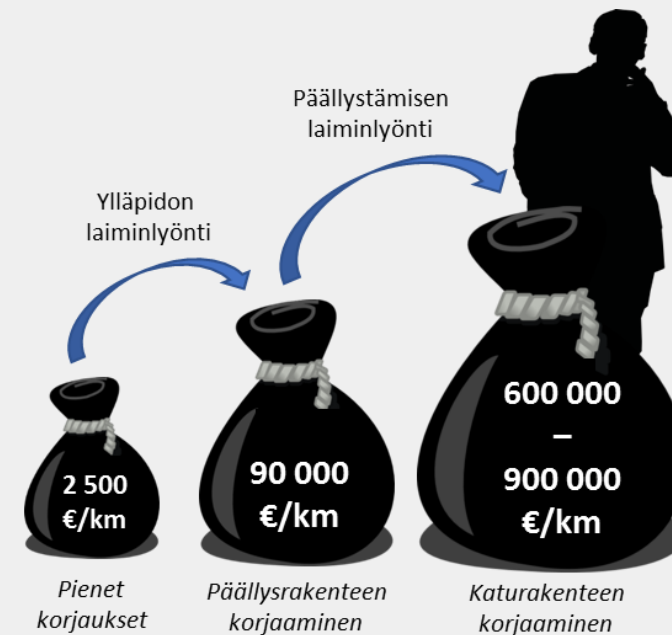 Päällystämisen
laiminlyönti
Ylläpidon
laiminlyönti
2 500
€/km
90 000
€/km
600 000
–
900 000
€/km
Pienet
korjaukset
Päällysrakenteen
korjaaminen
Katurakenteen
korjaaminen